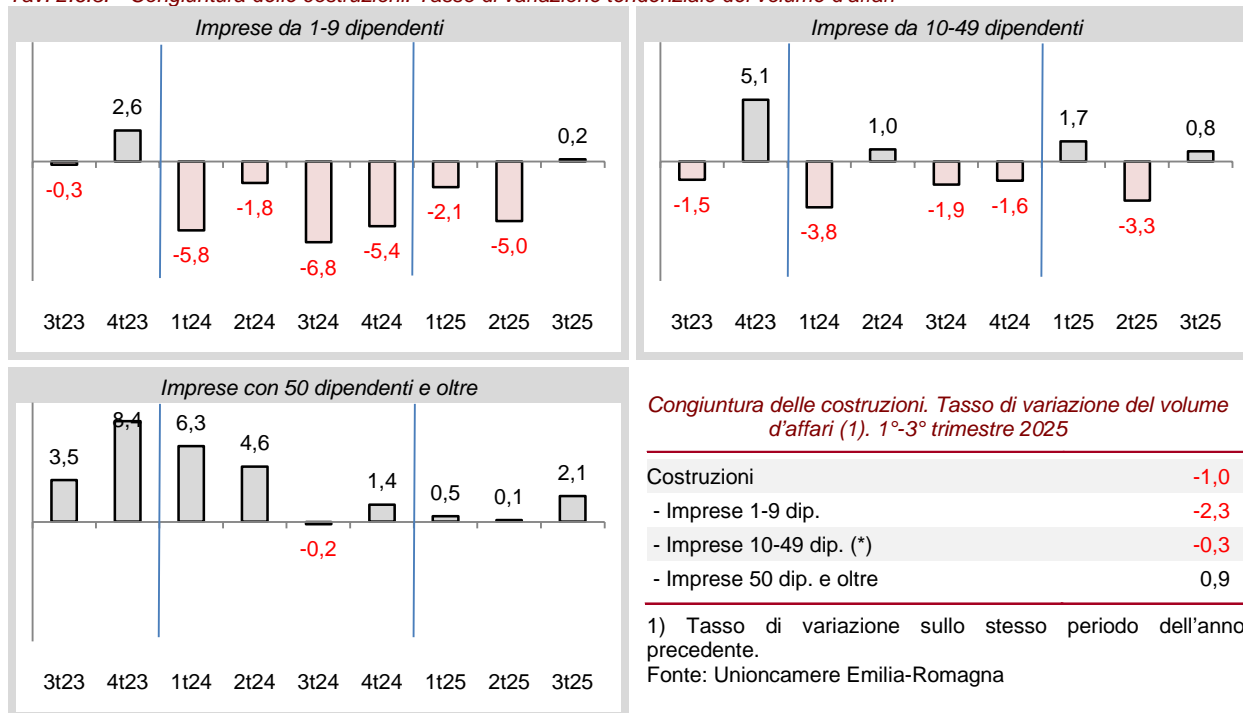 Imprese da 1-9 dipendenti
2,6
0,2
-0,3
-1,8
-2,1
-5,8
-6,8
-5,4
-5,0
3t23 4t23 1t24 2t24 3t24 4t24 1t25 2t25 3t25
Imprese da 10-49 dipendenti
5,1
1,0
1,7
0,8
-1,5
-3,8
-1,9
-1,6
-3,3
3t23 4t23 1t24 2t24 3t24 4t24 1t25 2t25 3t25
Imprese con 50 dipendenti e oltre
3,5
8,4
6,3
4,6
-0,2
1,4
0,5
0,1
2,1
3t23 4t23 1t24 2t24 3t24 4t24 1t25 2t25 3t25
Congiuntura delle costruzioni. Tasso di variazione del volume
d'affari (1). 1°-3° trimestre 2025
Costruzioni -1,0
- Imprese 1-9 dip. -2,3
- Imprese 10-49 dip. (*) -0,3
- Imprese 50 dip. e oltre 0,9
1) Tasso di variazione sullo stesso periodo dell'anno
precedente.
Fonte: Unioncamere Emilia-Romagna